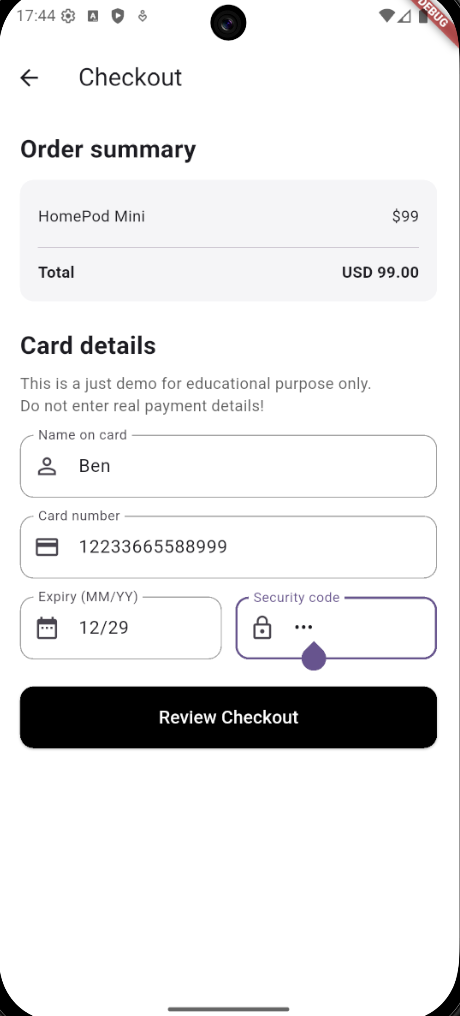 17:44
DEBUG
Checkout
Order summary
HomePod Mini $99
Total USD 99.00
Card details
This is a just demo for educational purpose only.
Do not enter real payment details!
Name on card
Ben
Card number
12233665588999
Expiry (MM/YY) Security code
12/29 •••
Review Checkout